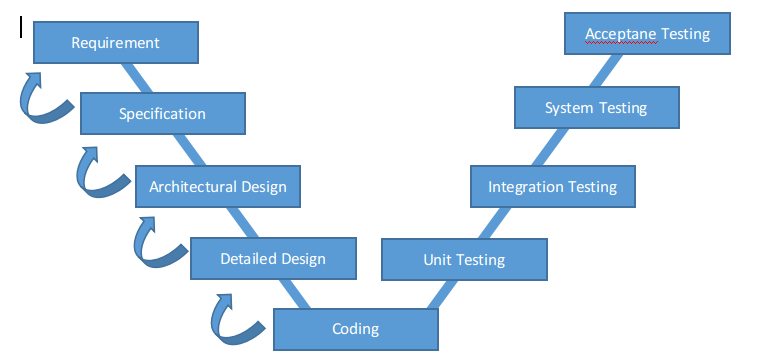 Requirement
Specification
Architectural Design
Detailed Design
Coding
Unit Testing
Integration Testing
System Testing
Acceptane Testing